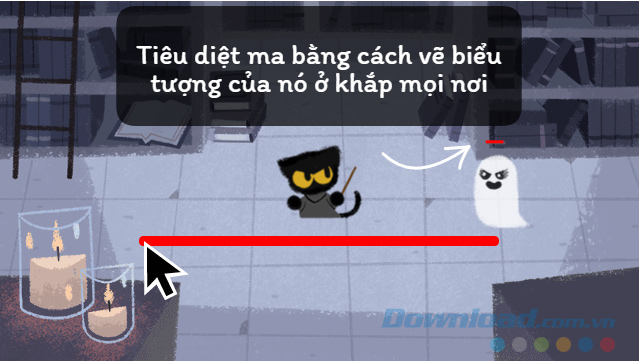 Tiêu diệt ma bằng cách vẽ biểu
tượng của nó ở khắp mọi nơi
Download.com.vn